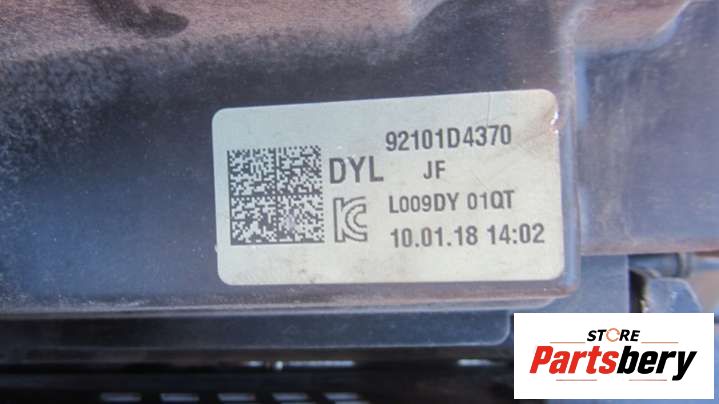 92101D4370
DYL JF
L009DY 01QT
10.01.18 14:02
STORE
Partsbery